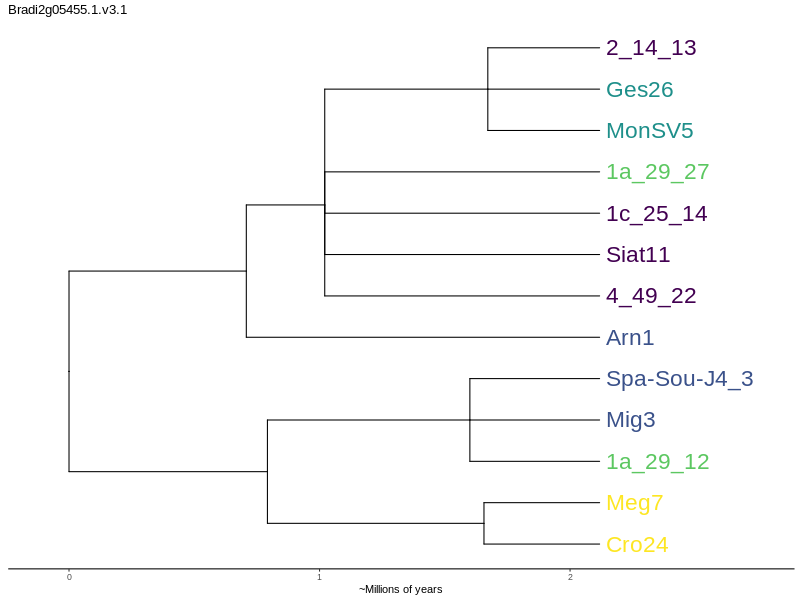 Bradi2g05455.1.v3.1
2_14_13
Ges26
MonSV5
1a_29_27
1c_25_14
Siat11
4_49_22
Arn1
Spa-Sou-J4_3
Mig3
1a_29_12
Meg7
Cro24
0 1 2
~Millions of years